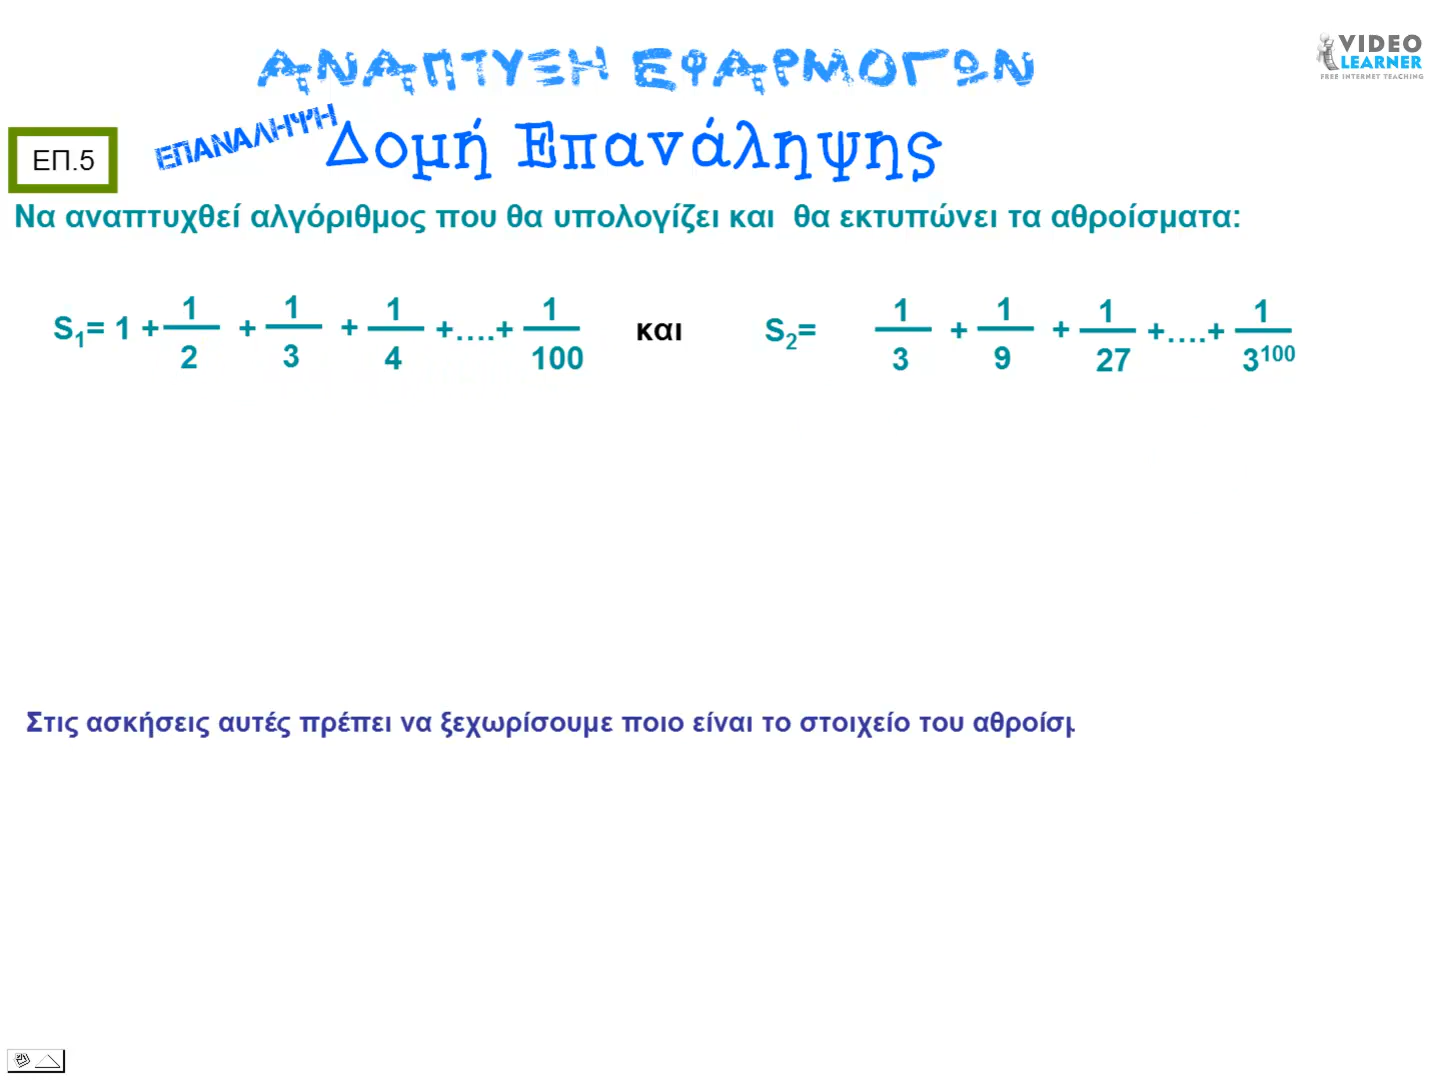 ΑΝΑΠΤΥΞΗ ΕΦΑΡΜΟΓΩΝ
VIDEO
LEARNER
FREE INTERNET TEACHING
ΕΠΑΝΑΛΗΨΗ
Δομή Επανάληψης
ΕΠ.5
Να αναπτυχθεί αλγόριθμος που θα υπολογίζει και θα εκτυπώνει τα αθροίσματα:
S₁= 1 + 1/2 + 1/3 + 1/4 +....+ 1/100 και S₂= 1/3 + 1/9 + 1/27 +....+ 1/3¹⁰⁰
Στις ασκήσεις αυτές πρέπει να ξεχωρίσουμε ποιο είναι το στοιχείο του αθροίσμ